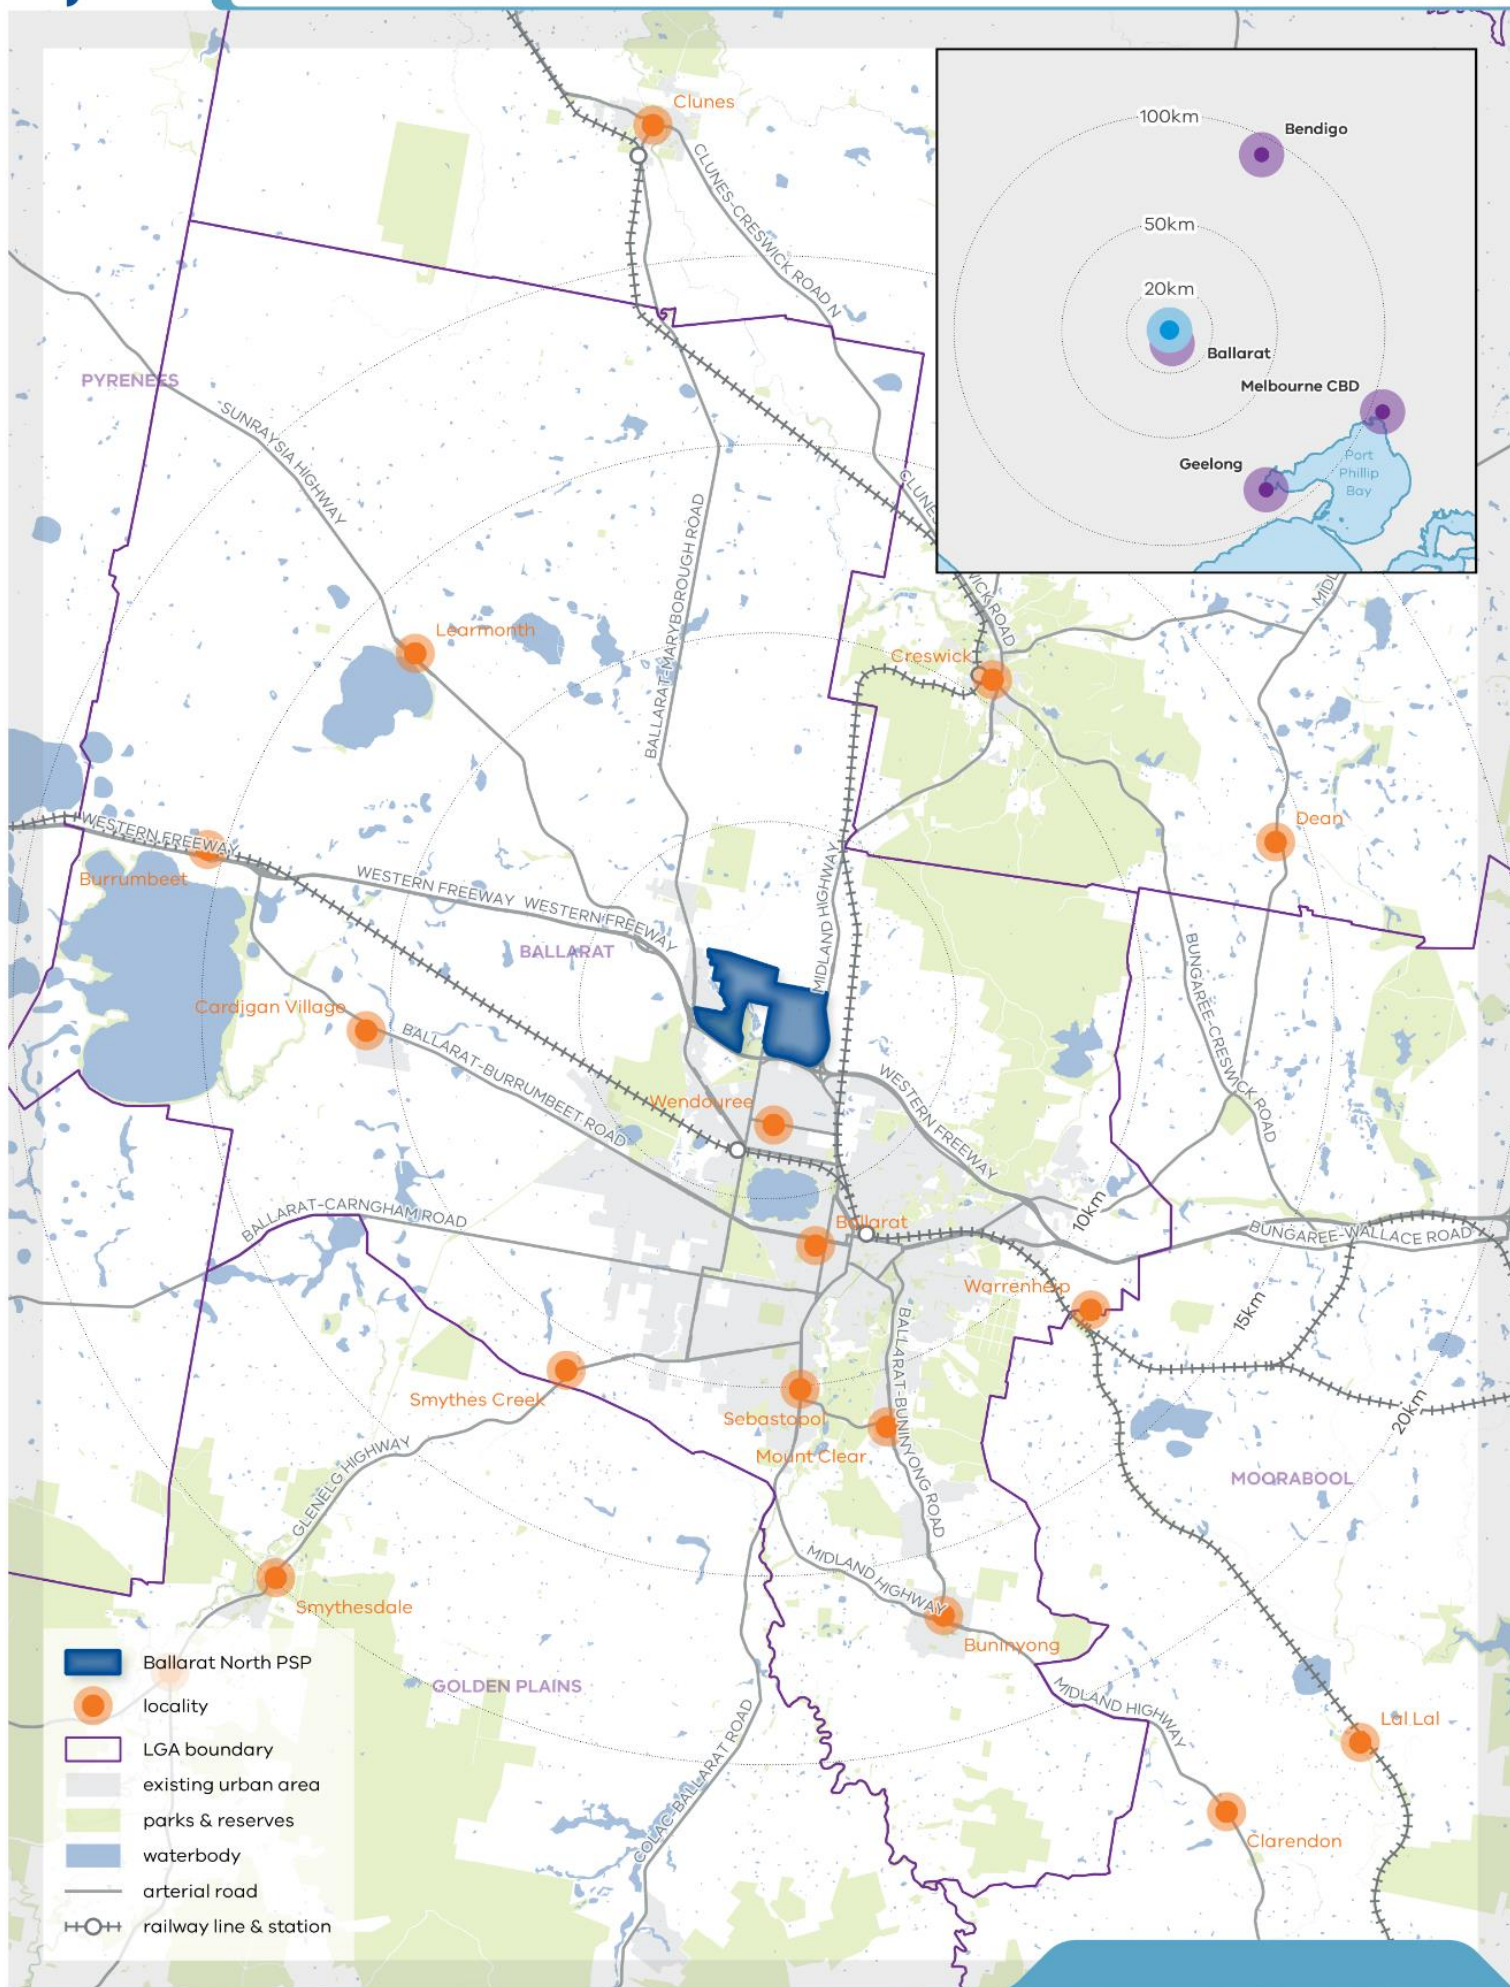 Clunes
CLUNES-CRESWICK ROAD N
100km
Bendigo
50km
20km
Ballarat
Melbourne CBD
Geelong
Port
Phillip
Bay
PYRENEES
SUNRAYSIA HIGHWAY
BALLARAT-MARYBOROUGH ROAD
CLUNES
WICK ROAD
MIDL
Learmonth
Creswick
Dean
WESTERN FREEWAY
Burrumbeet
WESTERN FREEWAY
WESTERN FREEWAY
MIDLAND HIGHWAY
BALLARAT
Cardigan Village
BALLARAT-BURRUMBEET ROAD
BUNGAREE-CRESWICK ROAD
WESTERN FREEWAY
Wendouree
BALLARAT-CARNGHAM ROAD
Ballarat
10km
BUNGAREE-WALLACE ROAD
Warrenheip
15km
BALLARAT-BUNINYONG ROAD
Smythes Creek
Sebastopol
Mount Clear
20km
GLENELG HIGHWAY
MOORABOOL
MIDLAND HIGHWAY
Smythesdale
Buninyong
GOLDEN PLAINS
MIDLAND HIGHWAY
Lal Lal
COLAC-BALLARAT ROAD
Clarendon
Ballarat North PSP
locality
LGA boundary
existing urban area
parks & reserves
waterbody
arterial road
railway line & station